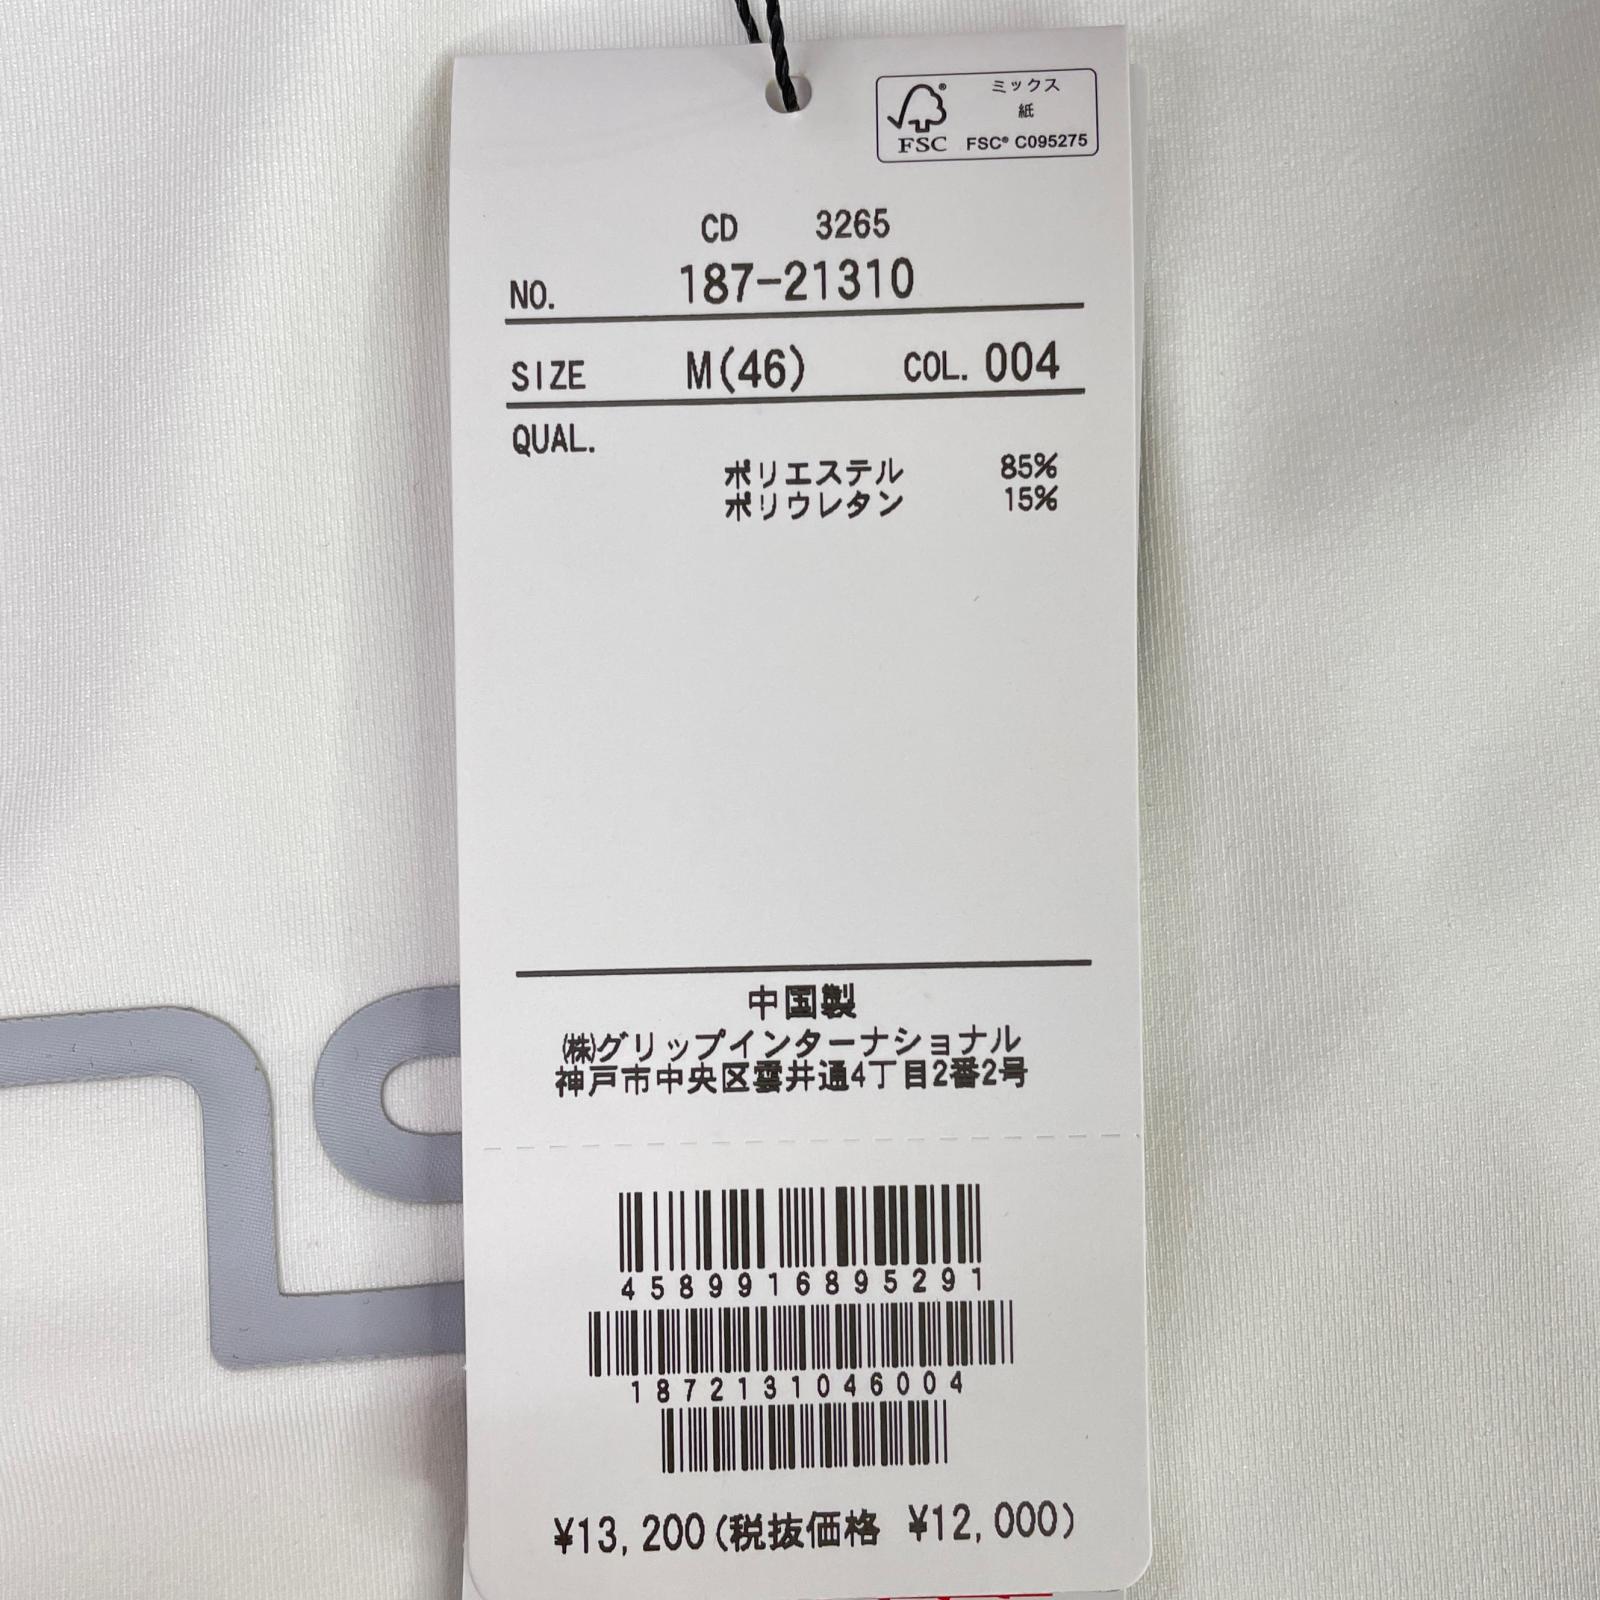 ミックス
紙
FSC® FSC® C095275
CD 3265
NO. 187-21310
SIZE M(46) COL. 004
QUAL.
ポリエステル 85%
ポリウレタン 15%
中国製
㈱グリップインターナショナル
神戸市中央区雲井通4丁目2番2号
4589916895291
1872131046004
¥13,200(税抜価格 ¥12,000)